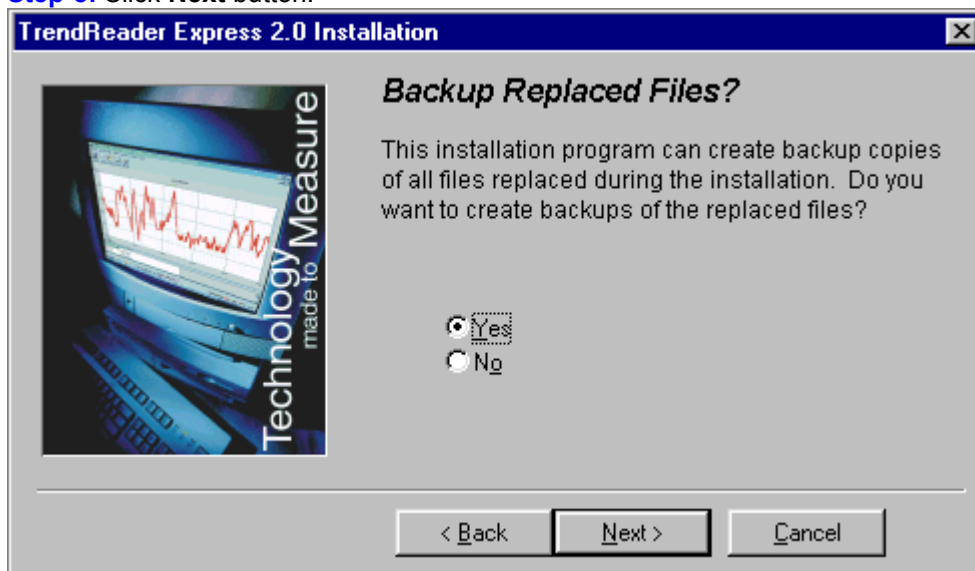 Click Next button.
TrendReader Express 2.0 Installation
Technology
made to Measure
Backup Replaced Files?
This installation program can create backup copies
of all files replaced during the installation. Do you
want to create backups of the replaced files?
Yes
No
< Back
Next >
Cancel